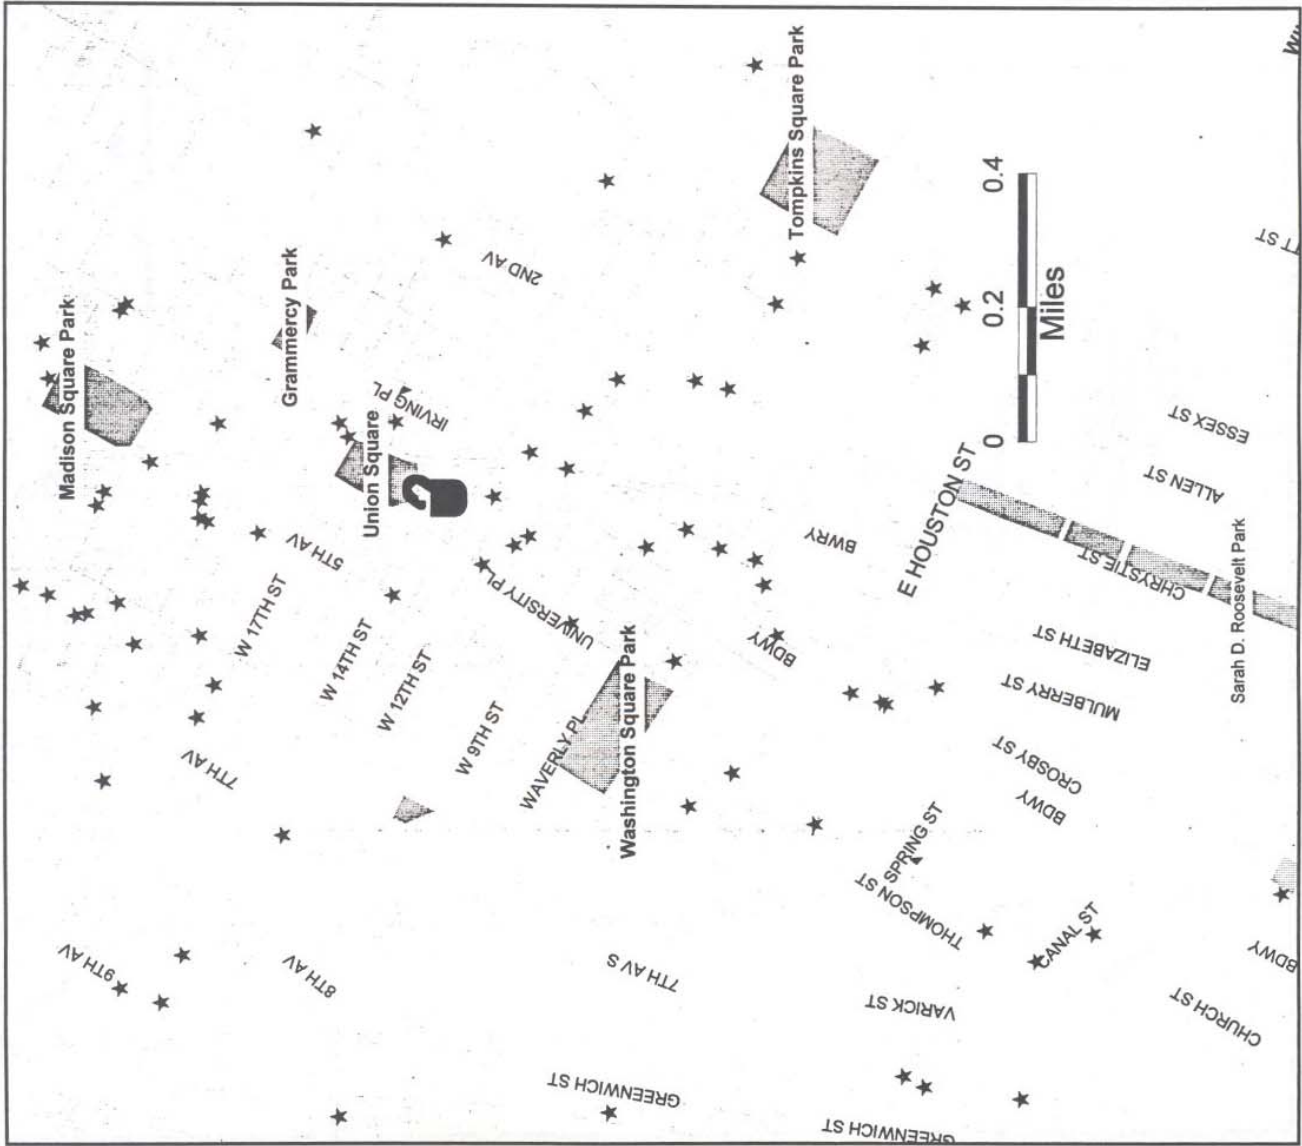 Madison Square Park
Grammercy Park
Union Square
IRVING PL
2ND AV
Tompkins Square Park
5TH AV
W 17TH ST
W 14TH ST
W 12TH ST
W 9TH ST
UNIVERSITY PL
WAVERLY PL
Washington Square Park
BDWY
BWRY
E HOUSTON ST
0 0.2 0.4
Miles
ESSEX ST
ALLEN ST
CHRYSTIE ST
ELIZABETH ST
MULBERRY ST
CROSBY ST
BDWY
Sarah D. Roosevelt Park
7TH AV
8TH AV
9TH AV
7TH AV S
SPRING ST
THOMPSON ST
CANAL ST
VARICK ST
CHURCH ST
BDWY
GREENWICH ST
GREENWICH ST
TT ST